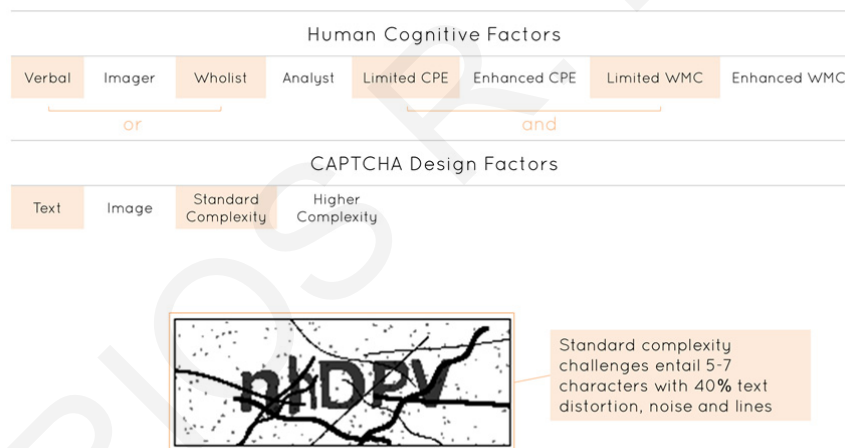 Human Cognitive Factors
Verbal Imager Wholist Analyst Limited CPE Enhanced CPE Limited WMC Enhanced WMC
or and
CAPTCHA Design Factors
Text Image Standard Complexity Higher Complexity
Standard complexity
challenges entail 5-7
characters with 40% text
distortion, noise and lines